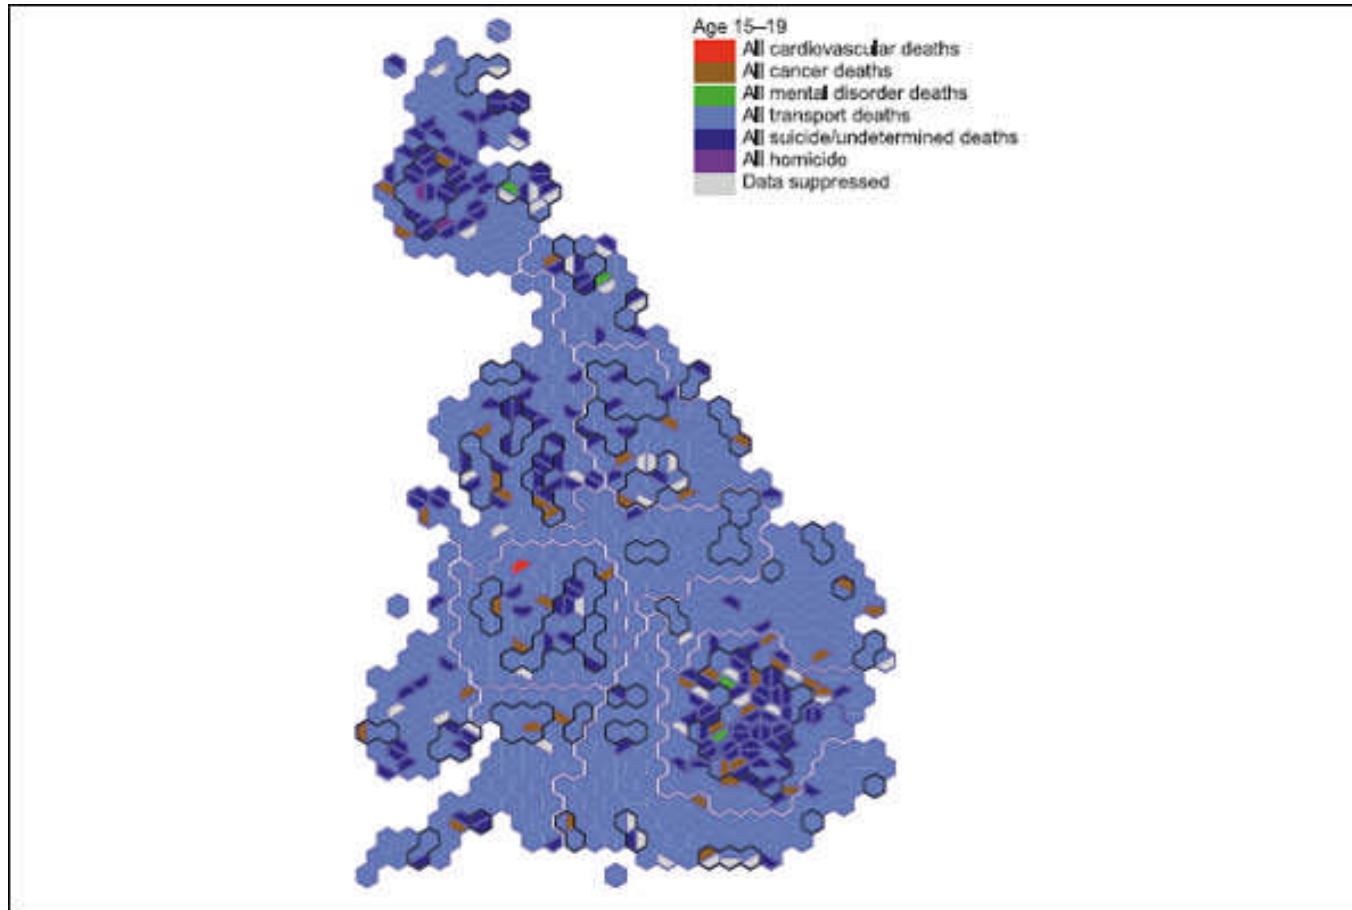 Age 15–19
All cardiovascular deaths
All cancer deaths
All mental disorder deaths
All transport deaths
All suicide/undetermined deaths
All homicido
Data suppressed